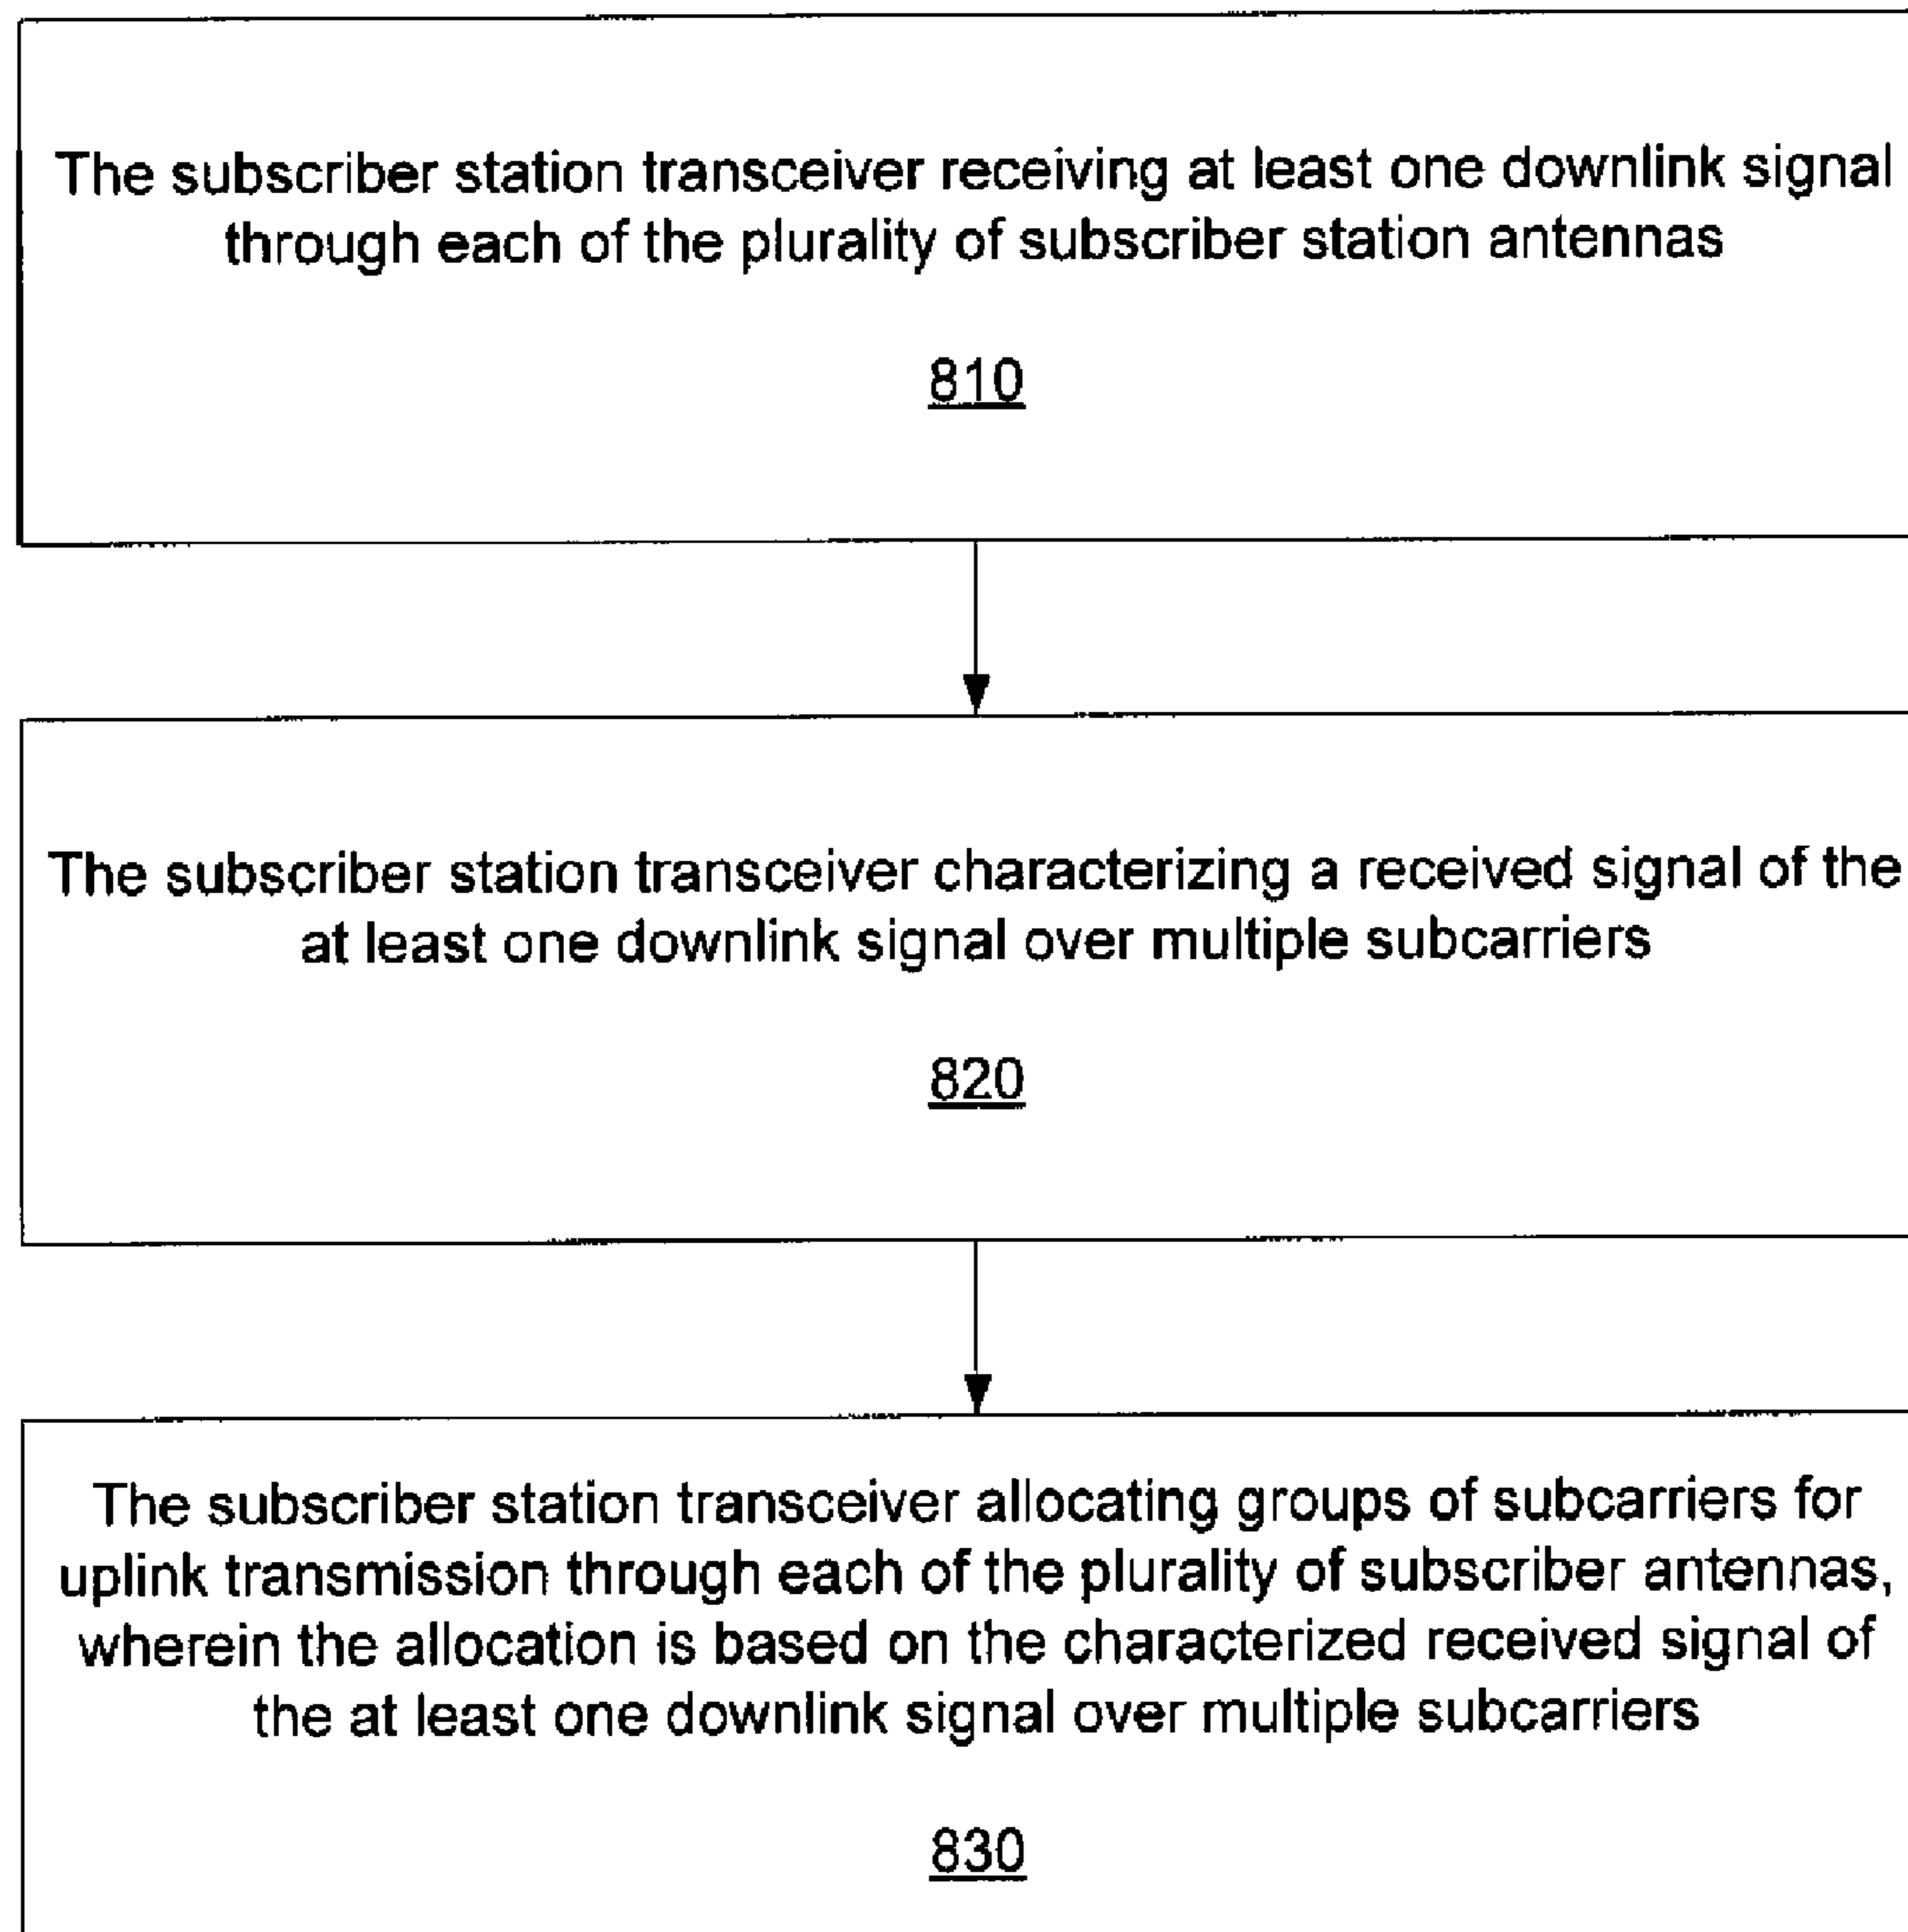 The subscriber station transceiver receiving at least one downlink signal
through each of the plurality of subscriber station antennas
810
The subscriber station transceiver characterizing a received signal of the
at least one downlink signal over multiple subcarriers
820
The subscriber station transceiver allocating groups of subcarriers for
uplink transmission through each of the plurality of subscriber antennas,
wherein the allocation is based on the characterized received signal of
the at least one downlink signal over multiple subcarriers
830